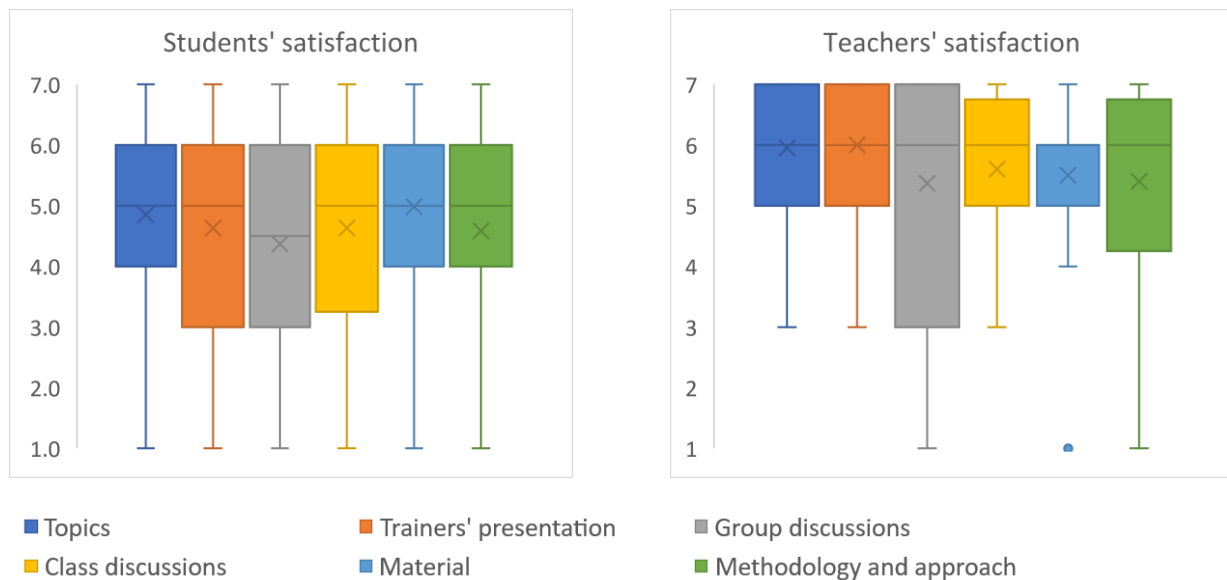 Students' satisfaction
7.0
6.0
5.0
4.0
3.0
2.0
1.0
Teachers' satisfaction
7
6
5
4
3
2
1
Topics
Trainers' presentation
Group discussions
Class discussions
Material
Methodology and approach